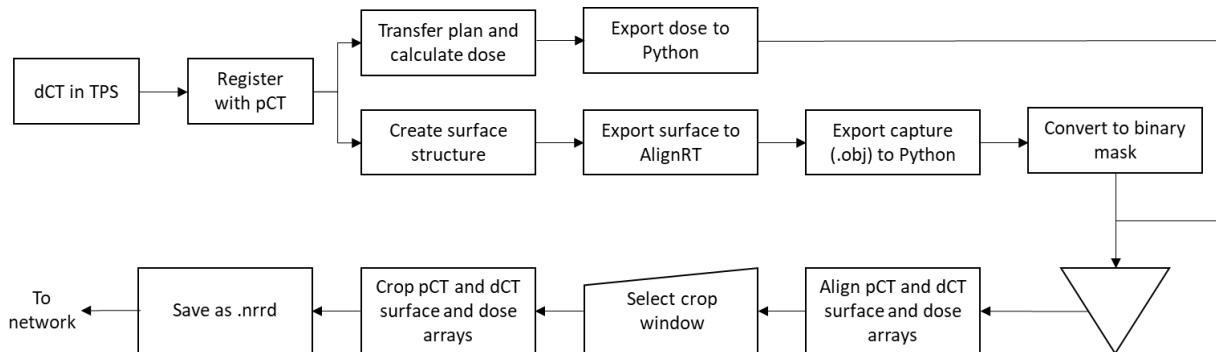 dCT in TPS
Register
with pCT
Transfer plan and
calculate dose
Export dose to
Python
Create surface
structure
Export surface to
AlignRT
Export capture
(.obj) to Python
Convert to binary
mask
Align pCT and dCT
surface and dose
arrays
Select crop
window
Crop pCT and dCT
surface and dose
arrays
Save as .nrrd
To
network